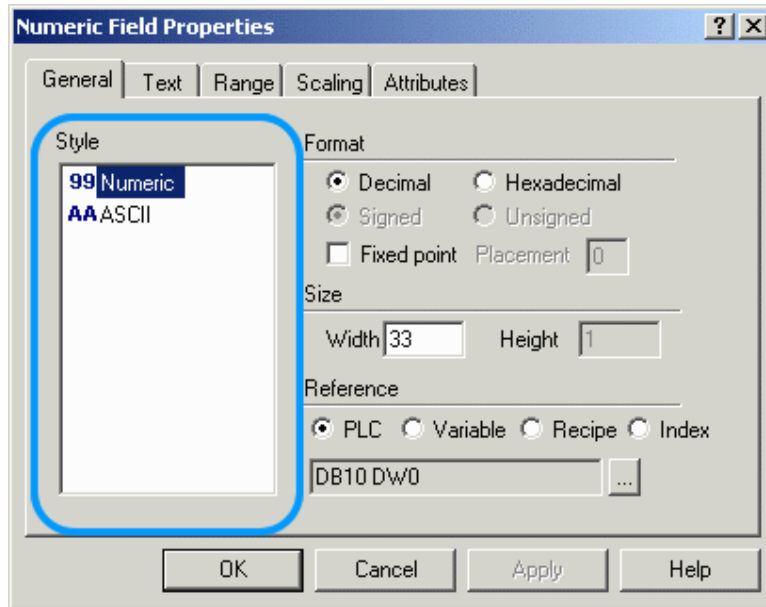 Numeric Field Properties
General Text Range Scaling Attributes
Style
99 Numeric
AA ASCII
Format
Decimal Hexadecimal
Signed Unsigned
Fixed point Placement 0
Size
Width 33 Height 1
Reference
PLC Variable Recipe Index
DB10 DW0 ...
OK Cancel Apply Help